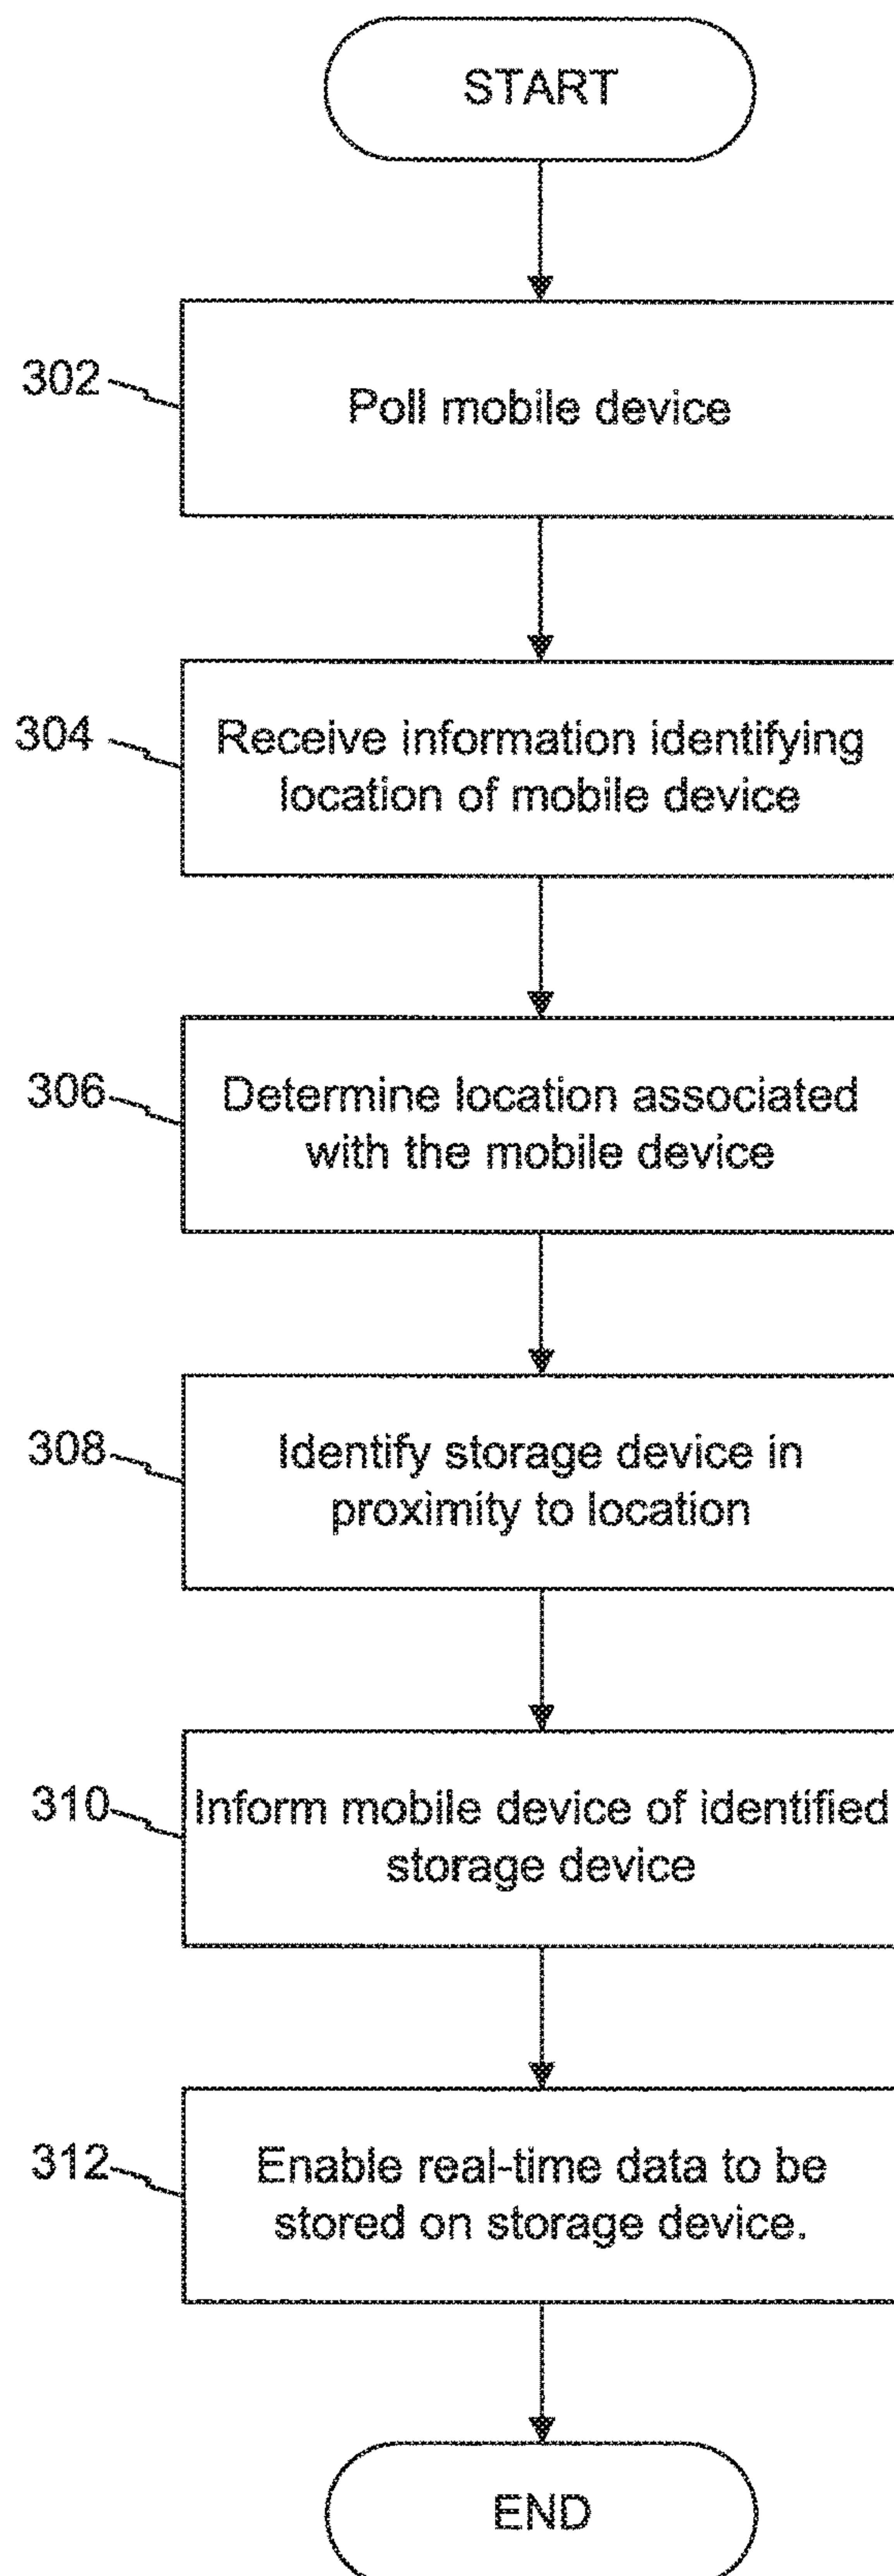 START
302
Poll mobile device
304
Receive information identifying
location of mobile device
306
Determine location associated
with the mobile device
308
Identify storage device in
proximity to location
310
Inform mobile device of identified
storage device
312
Enable real-time data to be
stored on storage device.
END